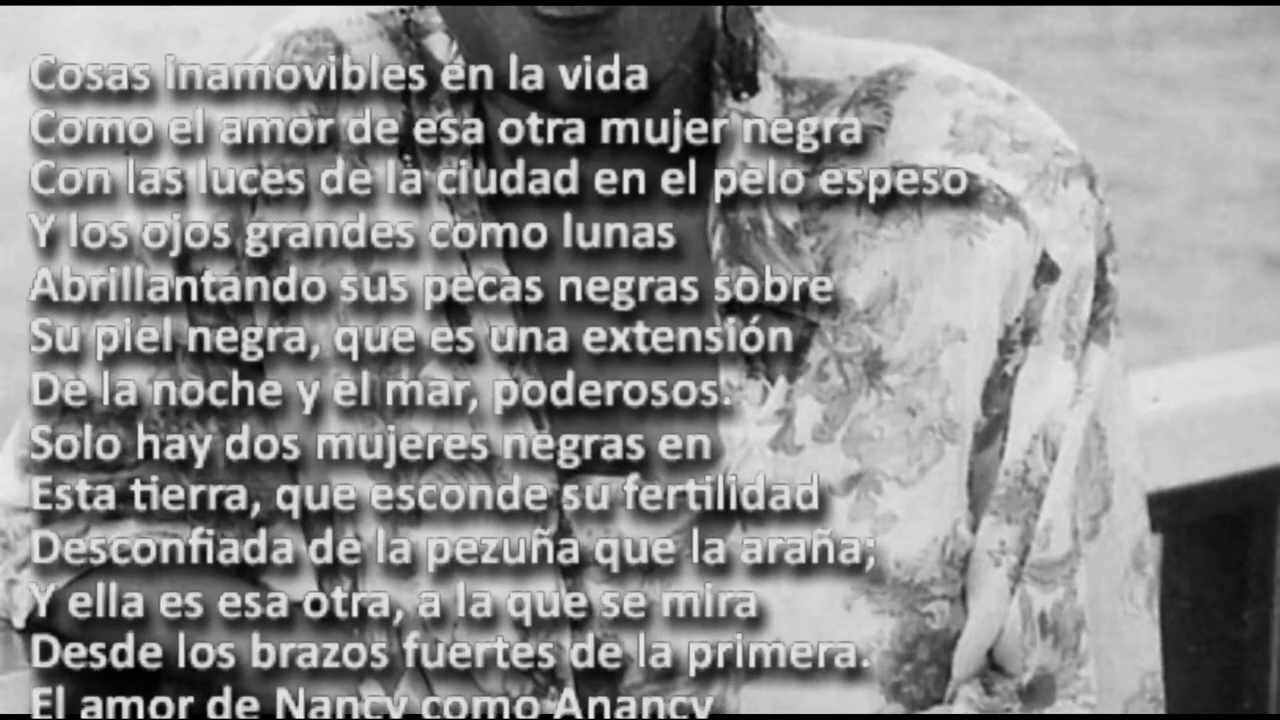 Cosas inamovibles en la vida
Como el amor de esa otra mujer negra
Con las luces de la ciudad en el pelo espeso
Y los ojos grandes como lunas
Abrillantando sus pecas negras sobre
Su piel negra, que es una extensión
De la noche y el mar, poderosos.
Solo hay dos mujeres negras en
Esta tierra, que esconde su fertilidad
Desconfiada de la pezuña que la araña;
Y ella es esa otra, a la que se mira
Desde los brazos fuertes de la primera.
El amor de Nancy como Anancy